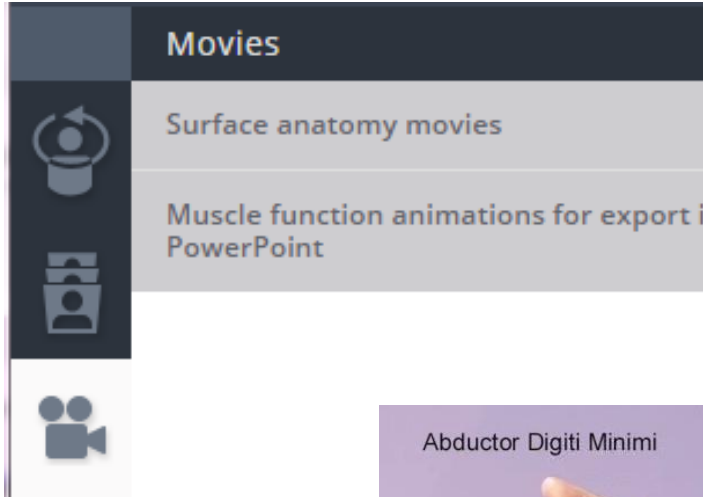 Movies
Surface anatomy movies
Muscle function animations for export
PowerPoint
Abductor Digiti Minimi